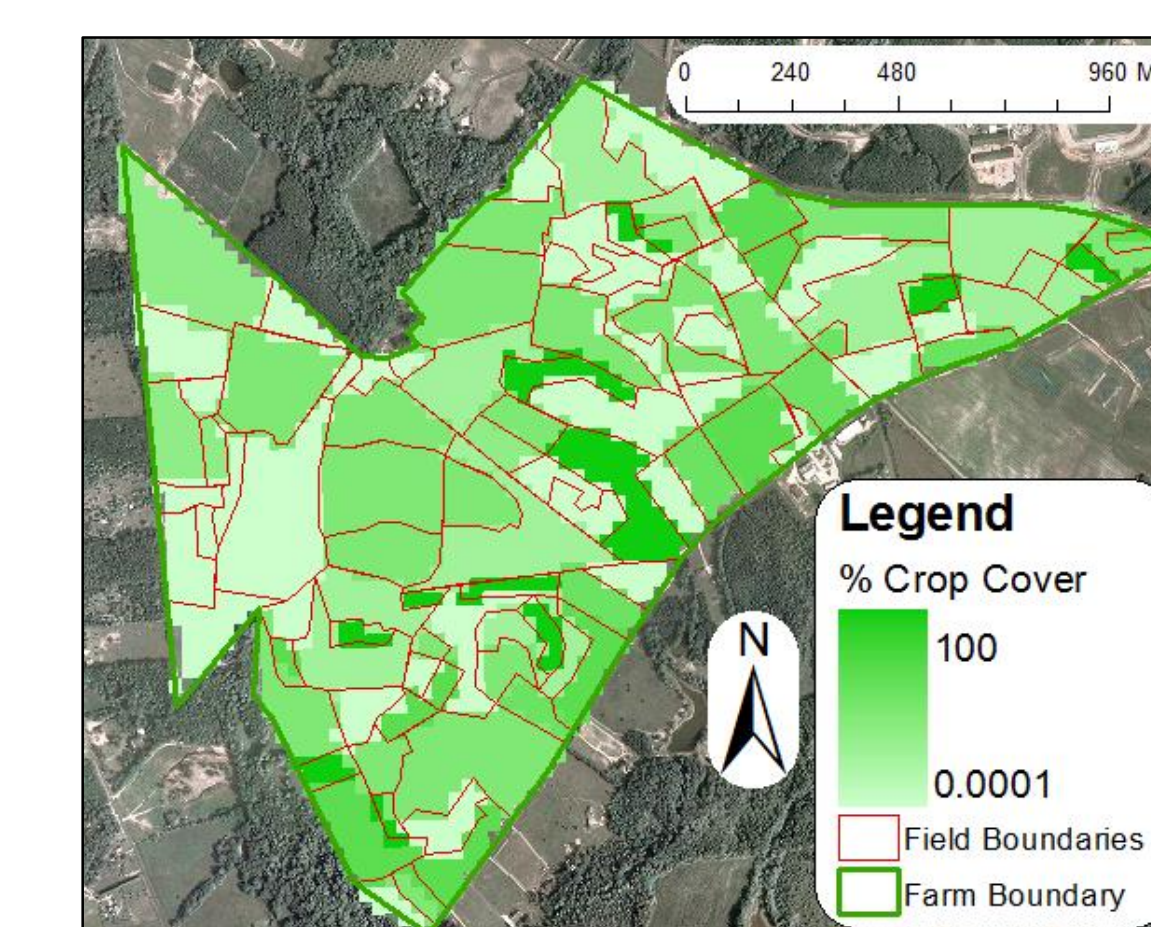 0 240 480 960 M
Legend
% Crop Cover
100
0.0001
Field Boundaries
Farm Boundary
N